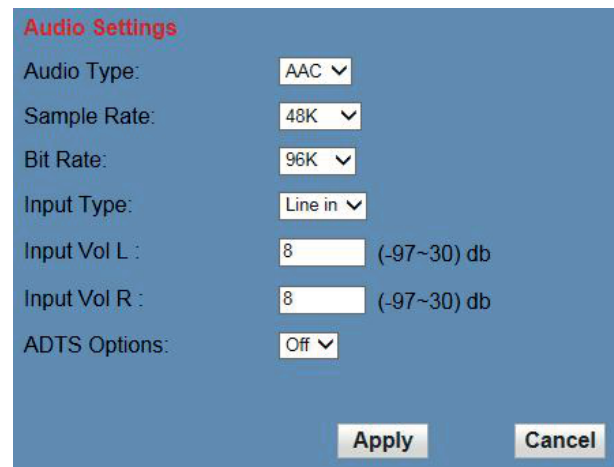 Audio Settings
Audio Type: AAC
Sample Rate: 48K
Bit Rate: 96K
Input Type: Line in
Input Vol L : 8 (-97~30) db
Input Vol R : 8 (-97~30) db
ADTS Options: Off
Apply Cancel